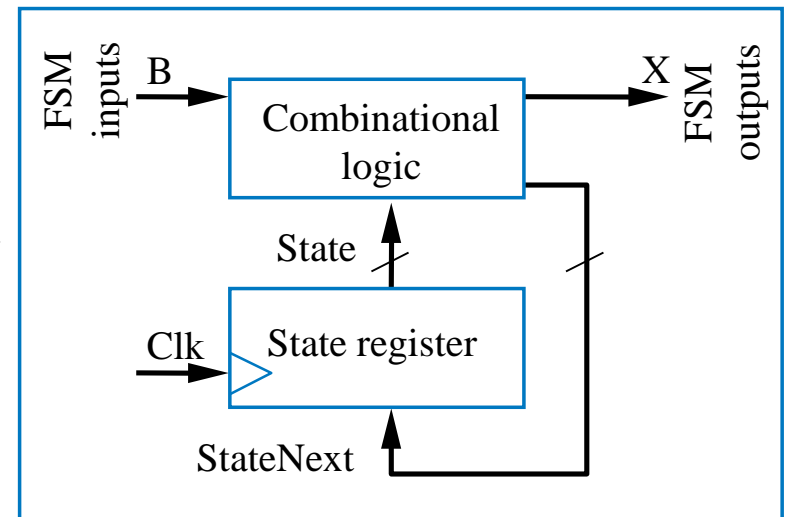 FSM
inputs
B
Combinational
logic
X
FSM
outputs
State
Clk
State register
StateNext